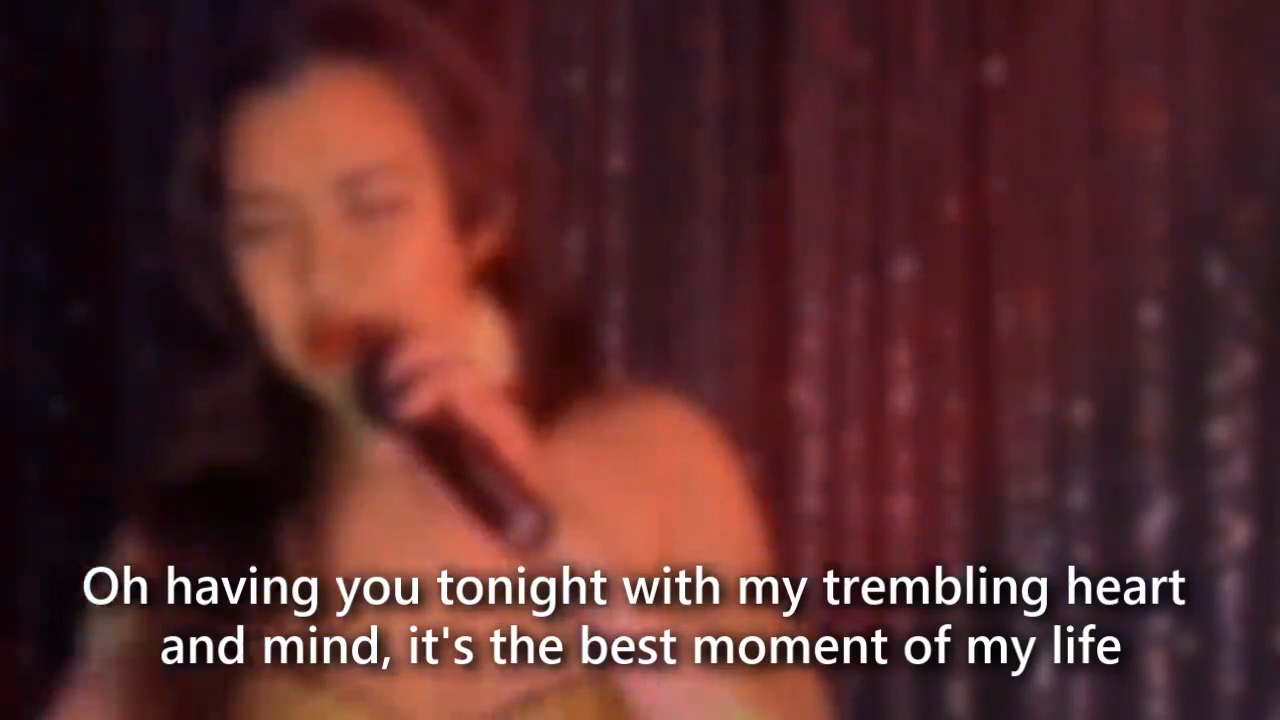 Oh having you tonight with my trembling heart
and mind, it's the best moment of my life